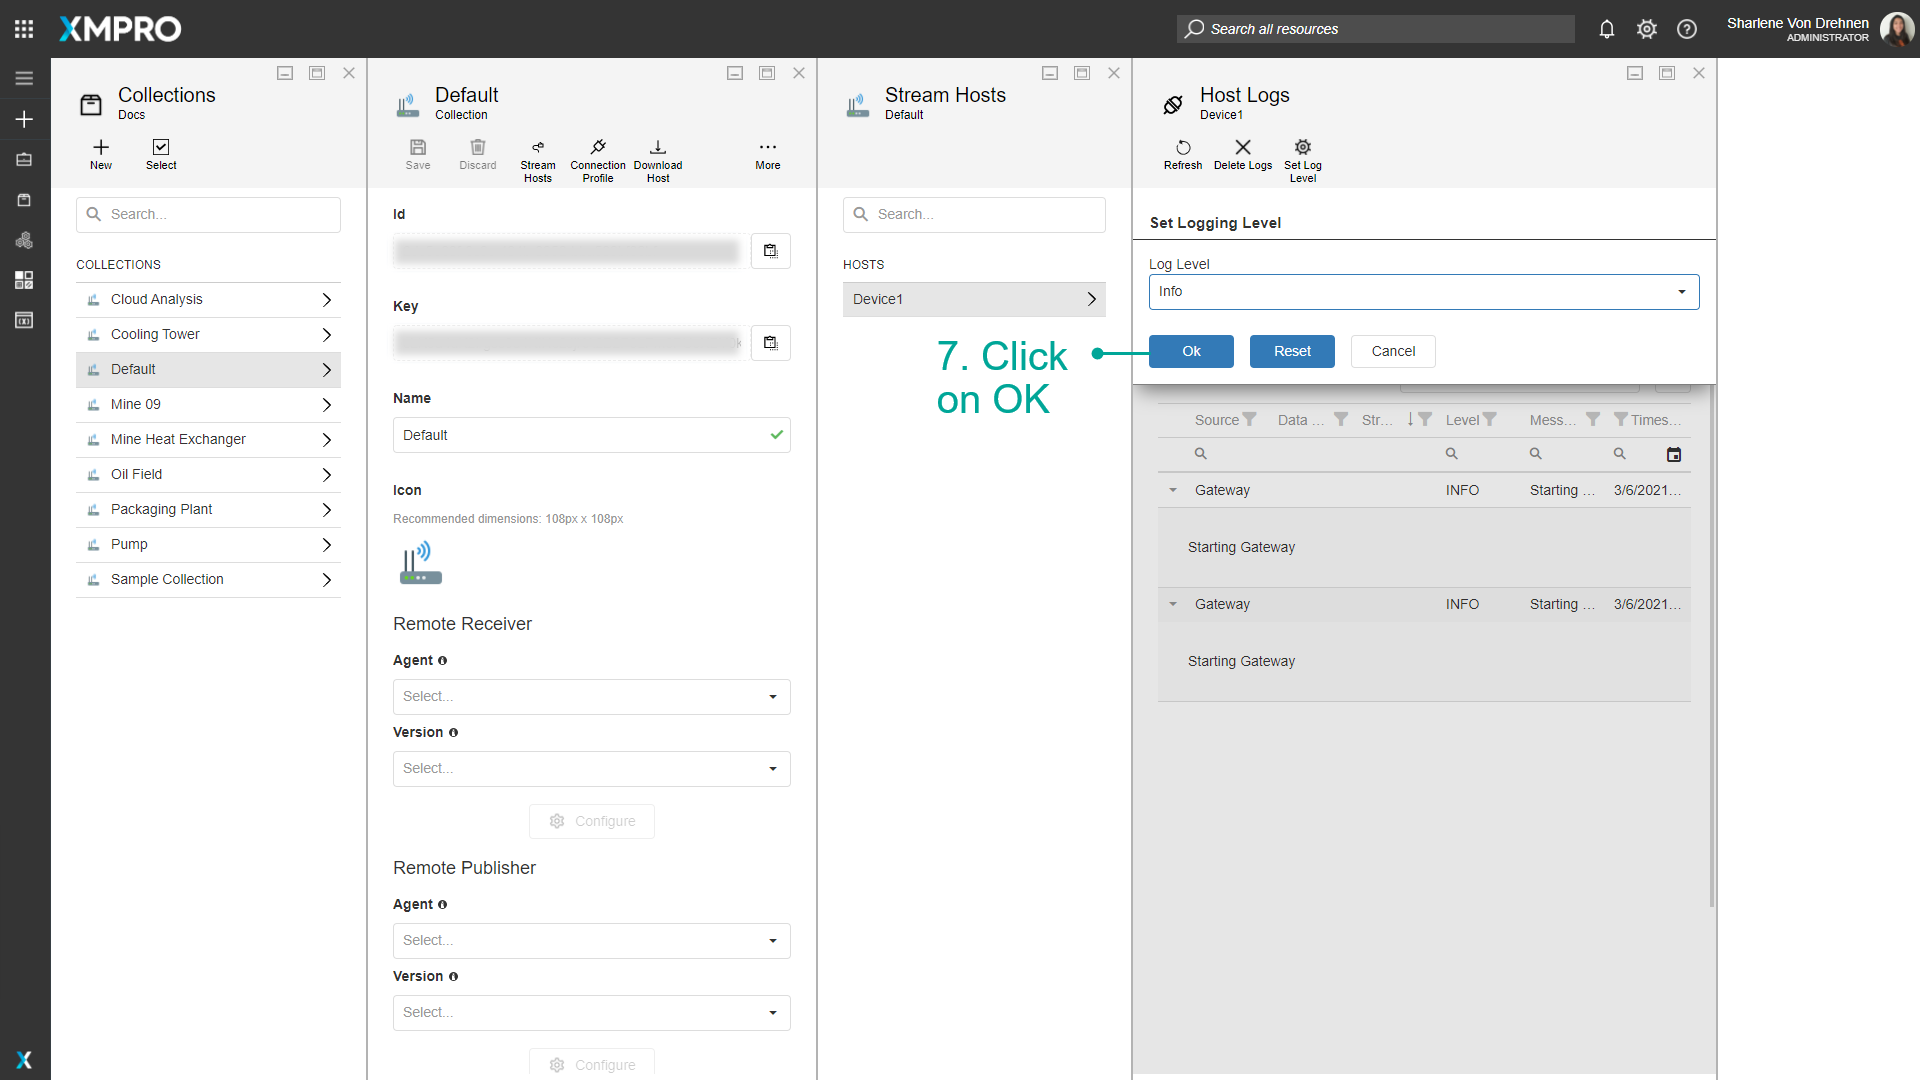 XMPRO
Search all resources
Sharlene Von Drehnen
ADMINISTRATOR
Collections
Docs
New
Select
Search...
COLLECTIONS
Cloud Analysis
Cooling Tower
Default
Mine 09
Mine Heat Exchanger
Oil Field
Packaging Plant
Pump
Sample Collection
Default
Collection
Save
Discard
Stream Hosts
Connection Profile
Download Host
More
Id
Key
Name
Default
Icon
Recommended dimensions: 108px x 108px
Remote Receiver
Agent
Select...
Version
Select...
Configure
Remote Publisher
Agent
Select...
Version
Select...
Configure
Stream Hosts
Default
Search...
HOSTS
Device1
7. Click
on OK
Host Logs
Device1
Refresh
Delete Logs
Set Log Level
Set Logging Level
Log Level
Info
Ok Reset Cancel
Source Data ... Str... Level Mess... Times...
Gateway INFO Starting ... 3/6/2021...
Starting Gateway
Gateway INFO Starting ... 3/6/2021...
Starting Gateway